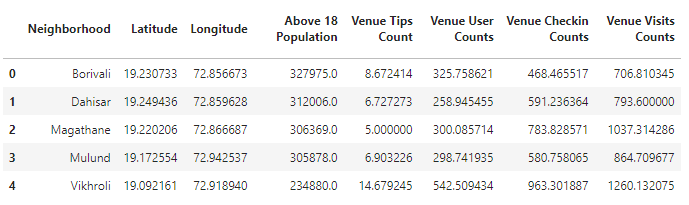 Neighborhood Latitude Longitude Above 18 Population Venue Tips Count Venue User Counts Venue Checkin Counts Venue Visits Counts
0 Borivali 19.230733 72.856673 327975.0 8.672414 325.758621 468.465517 706.810345
1 Dahisar 19.249436 72.859628 312006.0 6.727273 258.945455 591.236364 793.600000
2 Magathane 19.220206 72.866687 306369.0 5.000000 300.085714 783.828571 1037.314286
3 Mulund 19.172554 72.942537 305878.0 6.903226 298.741935 580.758065 864.709677
4 Vikhroli 19.092161 72.918940 234880.0 14.679245 542.509434 963.301887 1260.132075